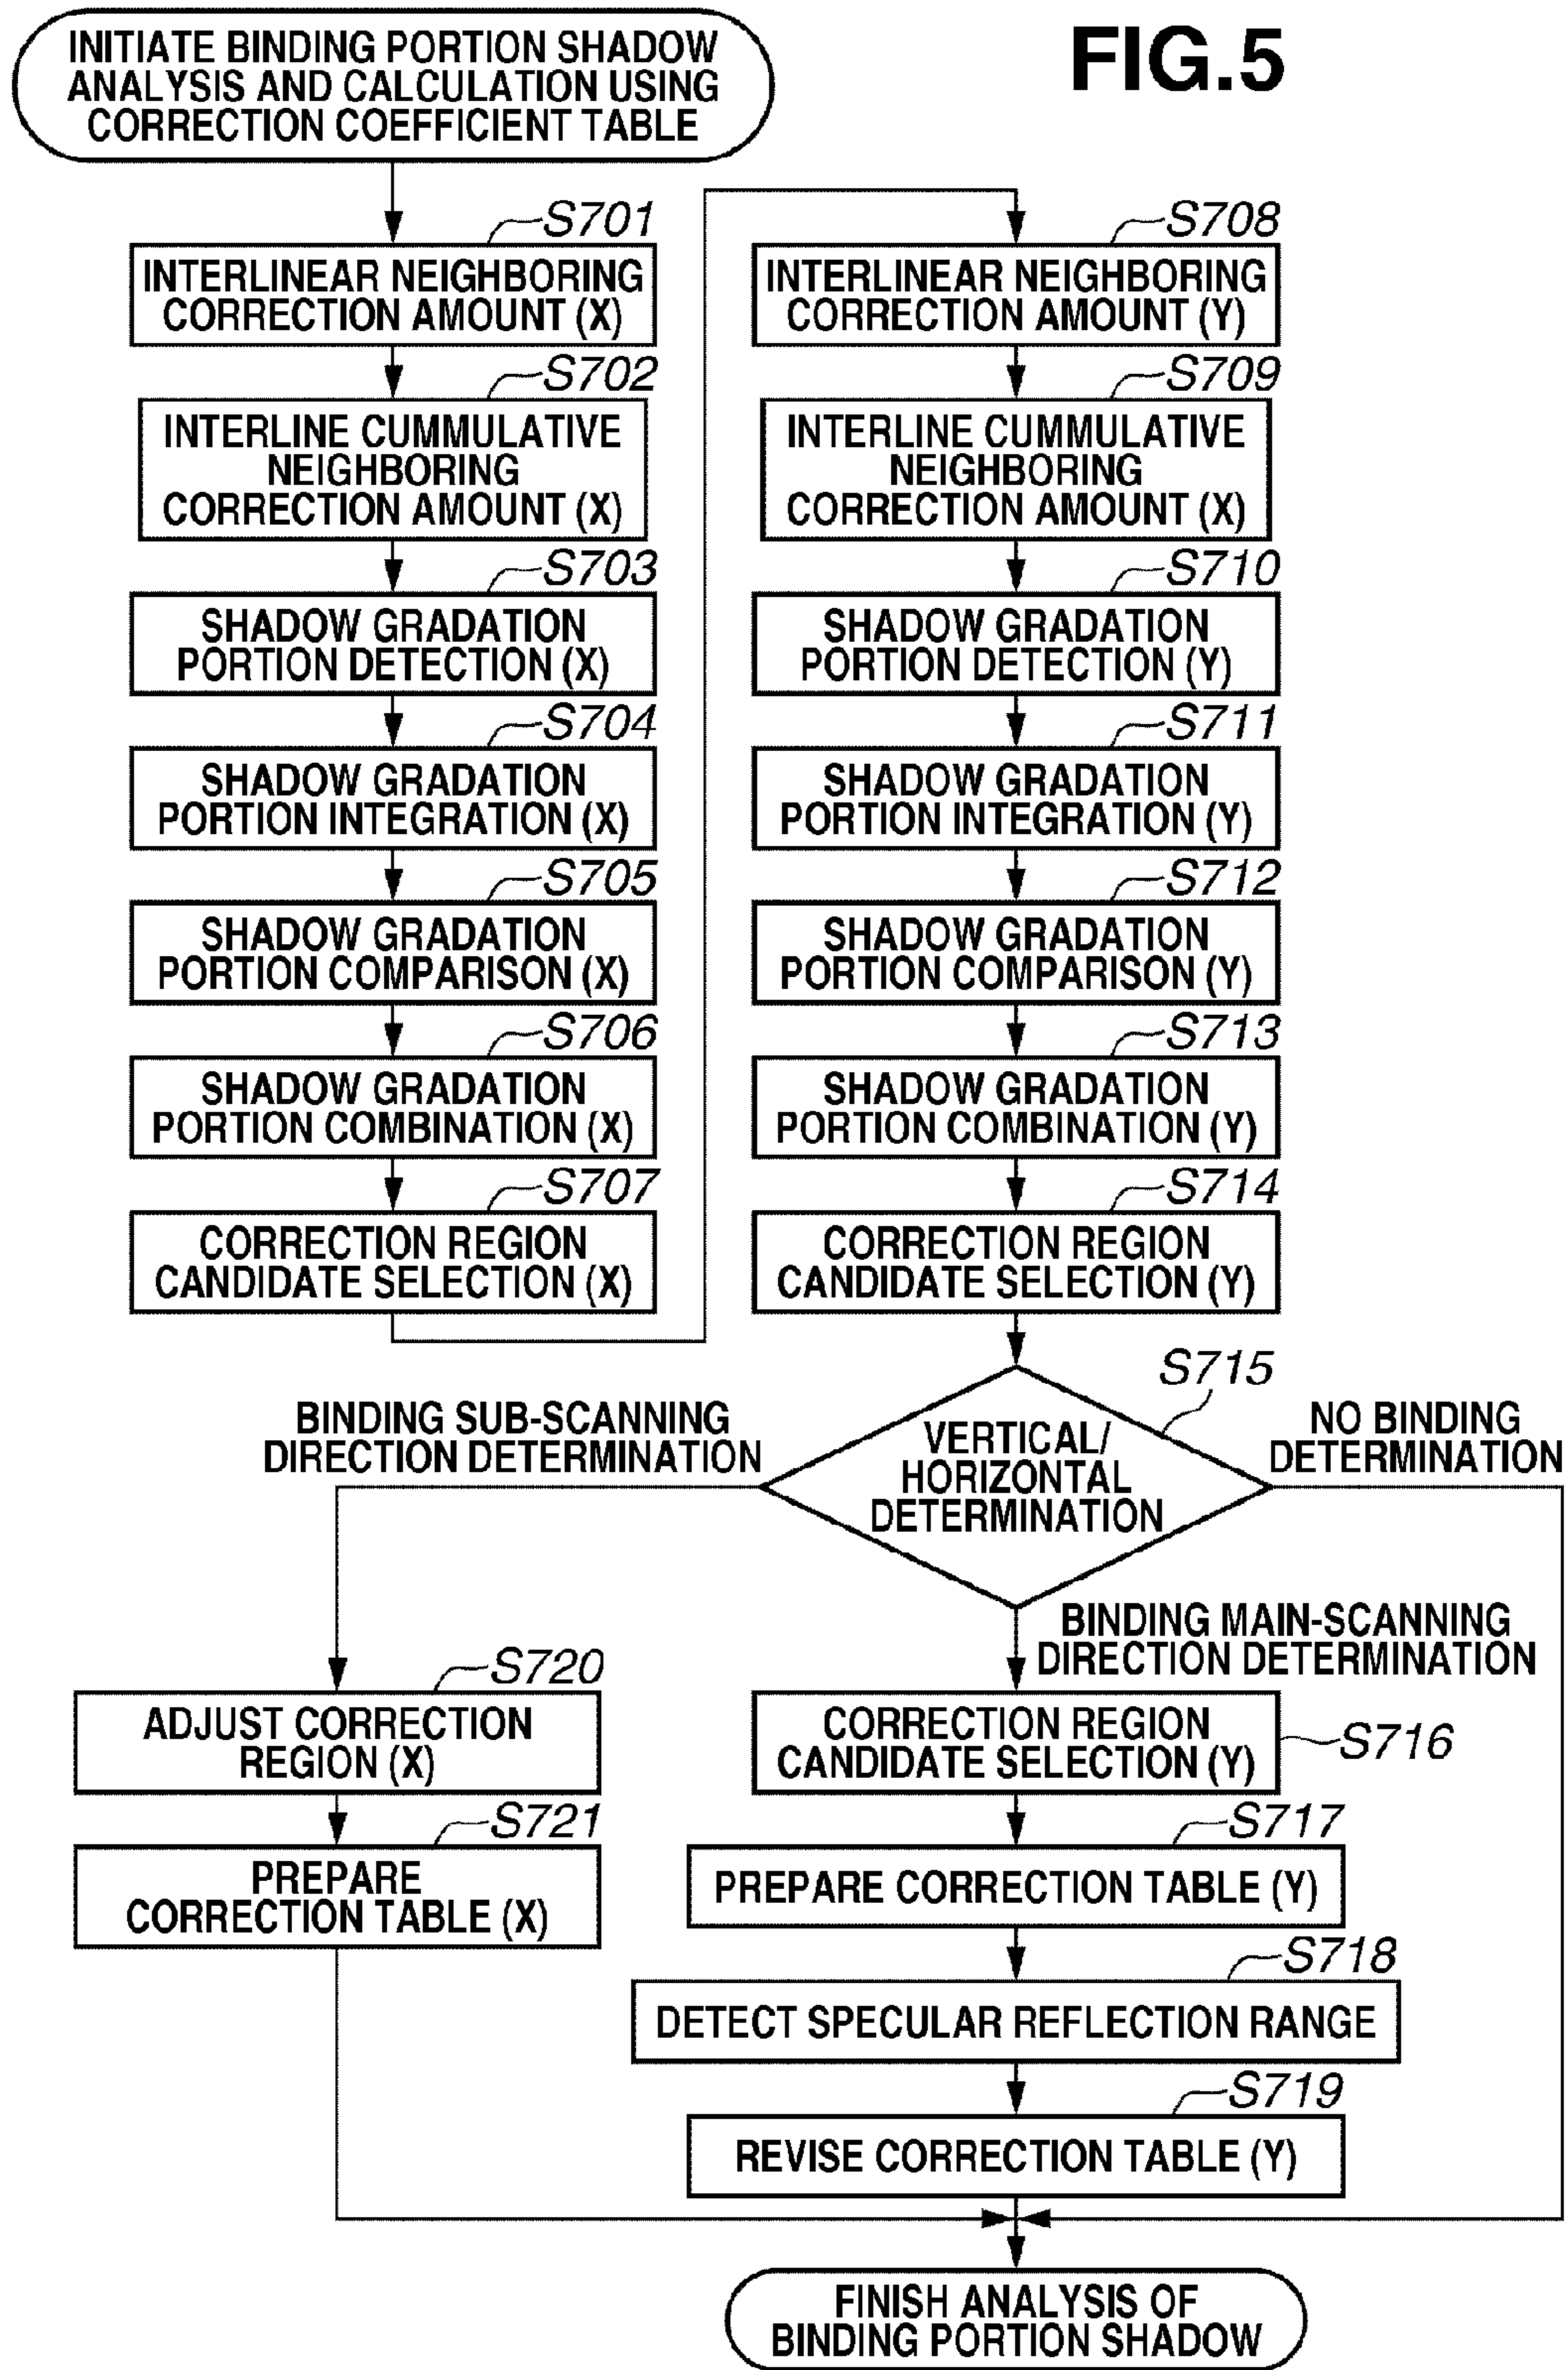 FIG.5
INITIATE BINDING PORTION SHADOW
ANALYSIS AND CALCULATION USING
CORRECTION COEFFICIENT TABLE
S701
INTERLINEAR NEIGHBORING
CORRECTION AMOUNT (X)
S702
INTERLINE CUMMULATIVE
NEIGHBORING
CORRECTION AMOUNT (X)
S703
SHADOW GRADATION
PORTION DETECTION (X)
S704
SHADOW GRADATION
PORTION INTEGRATION (X)
S705
SHADOW GRADATION
PORTION COMPARISON (X)
S706
SHADOW GRADATION
PORTION COMBINATION (X)
S707
CORRECTION REGION
CANDIDATE SELECTION (X)
S708
INTERLINEAR NEIGHBORING
CORRECTION AMOUNT (Y)
S709
INTERLINE CUMMULATIVE
NEIGHBORING
CORRECTION AMOUNT (X)
S710
SHADOW GRADATION
PORTION DETECTION (Y)
S711
SHADOW GRADATION
PORTION INTEGRATION (Y)
S712
SHADOW GRADATION
PORTION COMPARISON (Y)
S713
SHADOW GRADATION
PORTION COMBINATION (Y)
S714
CORRECTION REGION
CANDIDATE SELECTION (Y)
S715
VERTICAL/
HORIZONTAL
DETERMINATION
BINDING SUB-SCANNING
DIRECTION DETERMINATION
NO BINDING
DETERMINATION
BINDING MAIN-SCANNING
DIRECTION DETERMINATION
S720
ADJUST CORRECTION
REGION (X)
S721
PREPARE
CORRECTION TABLE (X)
CORRECTION REGION
CANDIDATE SELECTION (Y)
S716
S717
PREPARE CORRECTION TABLE (Y)
S718
DETECT SPECULAR REFLECTION RANGE
S719
REVISE CORRECTION TABLE (Y)
FINISH ANALYSIS OF
BINDING PORTION SHADOW